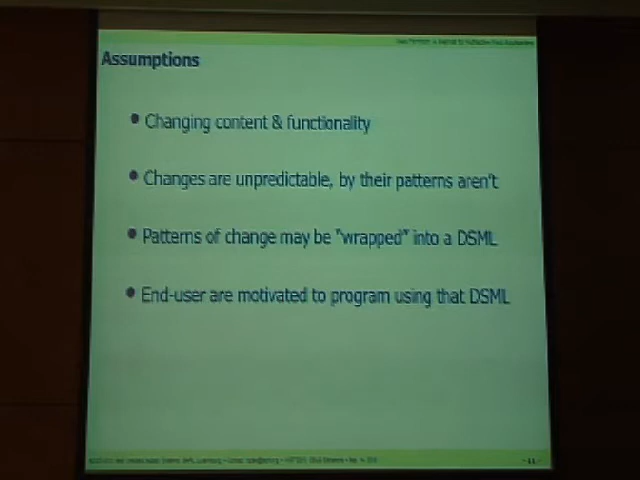 Assumptions
Changing content & functionality
Changes are unpredictable, by their patterns aren't
Patterns of change may be "wrapped" into a DSML
End-user are motivated to program using that DSML